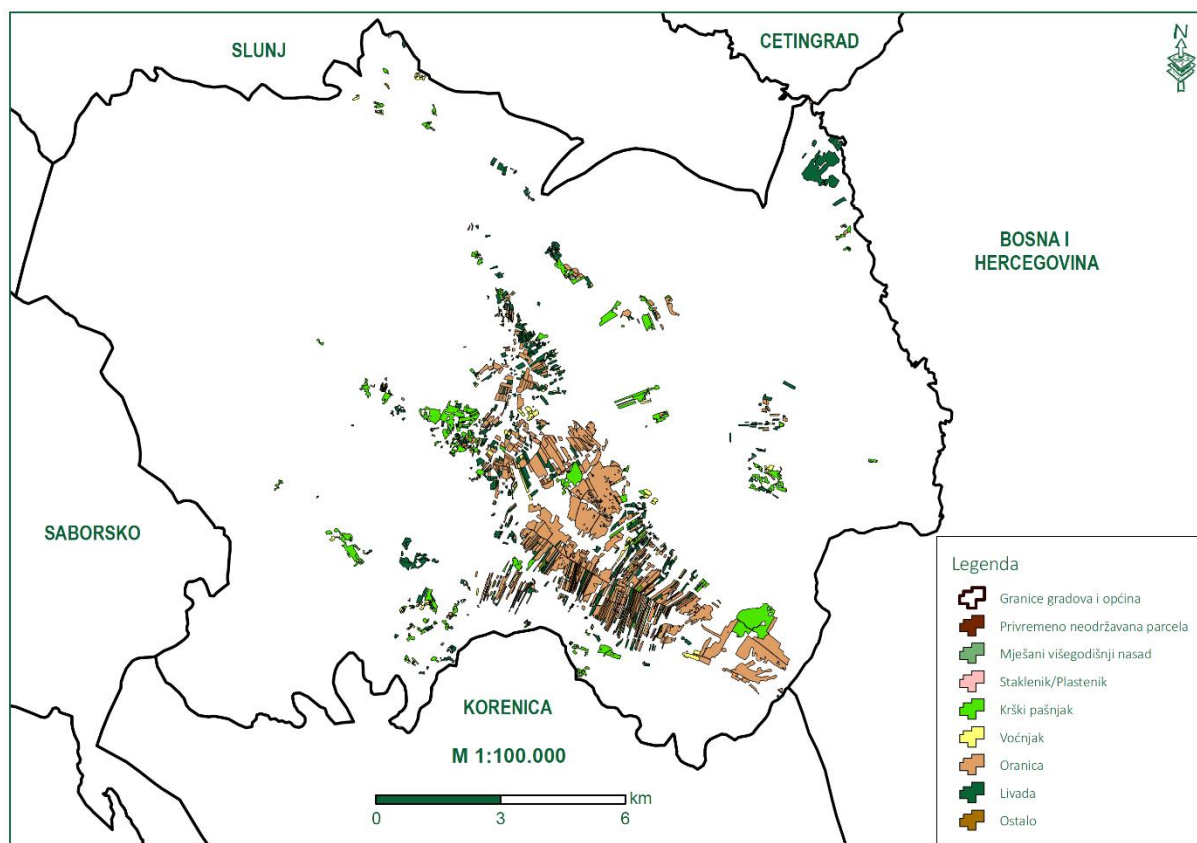 SLUNJ
CETINGRAD
N
BOSNA I
HERCEGOVINA
SABORSKO
KORENICA
M 1:100.000
km
0 3 6
Legenda
Granice gradova i općina
Privremeno neodržavana parcela
Mješani višegodišnji nasad
Staklenik/Plastenik
Krški pašnjak
Voćnjak
Oranica
Livada
Ostalo